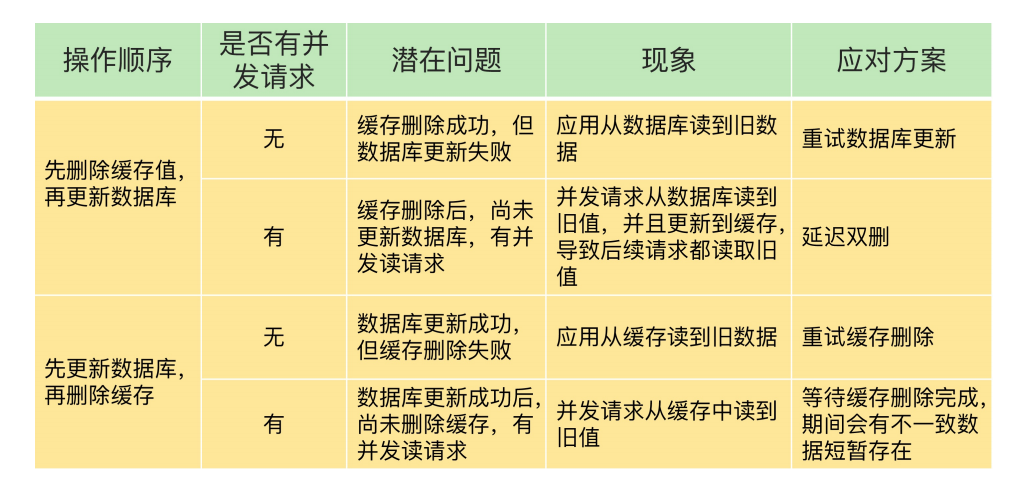 操作顺序
是否有并
发请求
潜在问题
现象
应对方案
先删除缓存值,
再更新数据库
无
缓存删除成功，但
数据库更新失败
应用从数据库读到旧数
据
重试数据库更新
有
缓存删除后，尚未
更新数据库，有并
发读请求
并发请求从数据库读到
旧值，并且更新到缓存,
导致后续请求都读取旧
值
延迟双删
先更新数据库,
再删除缓存
无
数据库更新成功,
但缓存删除失败
应用从缓存读到旧数据
重试缓存删除
有
数据库更新成功后,
尚未删除缓存，有
并发读请求
并发请求从缓存中读到
旧值
等待缓存删除完成,
期间会有不一致数
据短暂存在